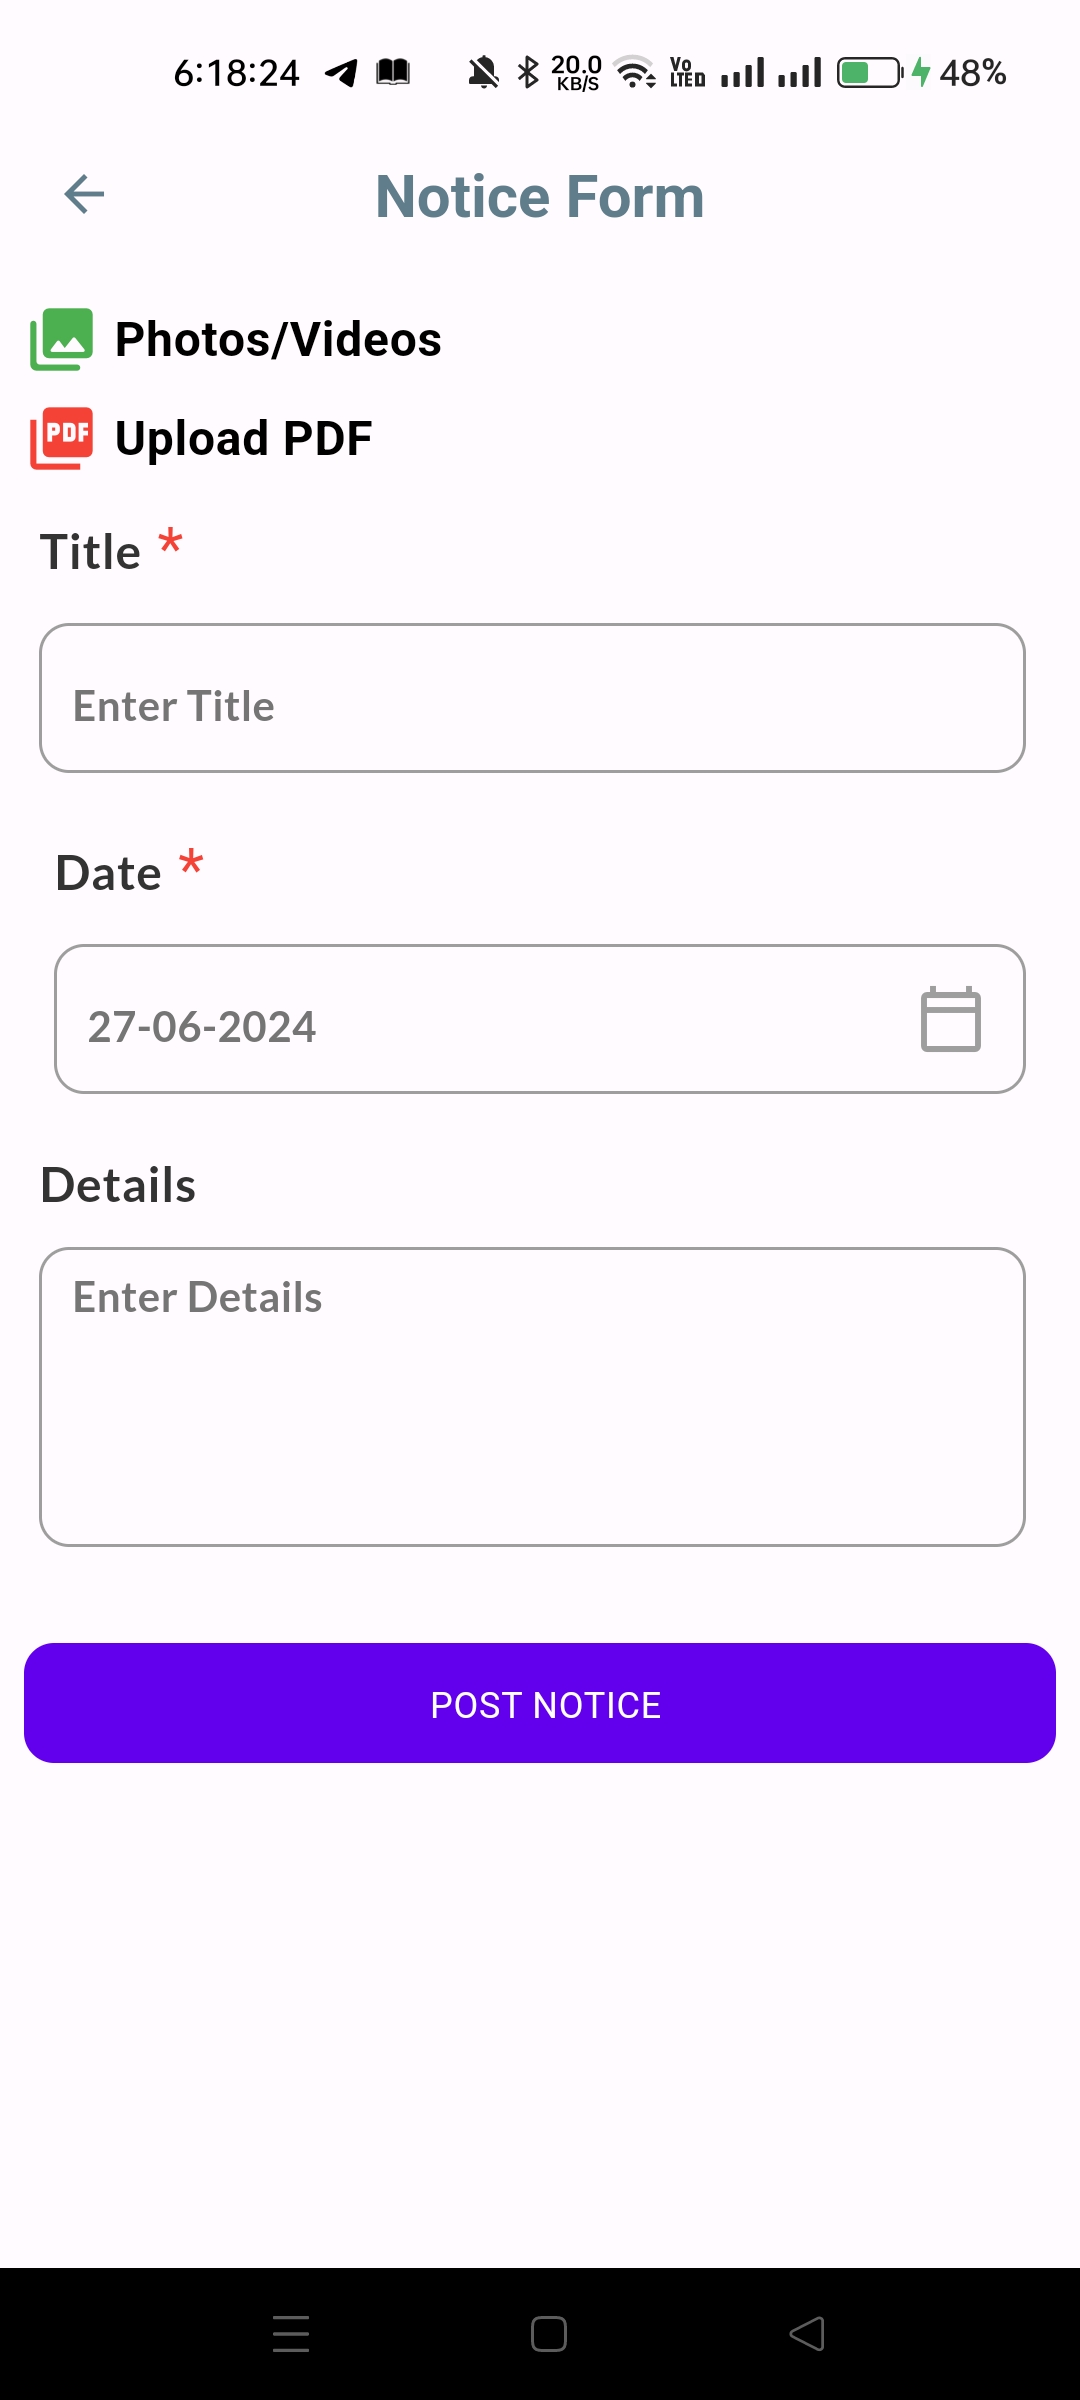 6:18:24 20.0 KB/S Vo LTE 48%
Notice Form
Photos/Videos
PDF Upload PDF
Title *
Enter Title
Date *
27-06-2024
Details
Enter Details
POST NOTICE